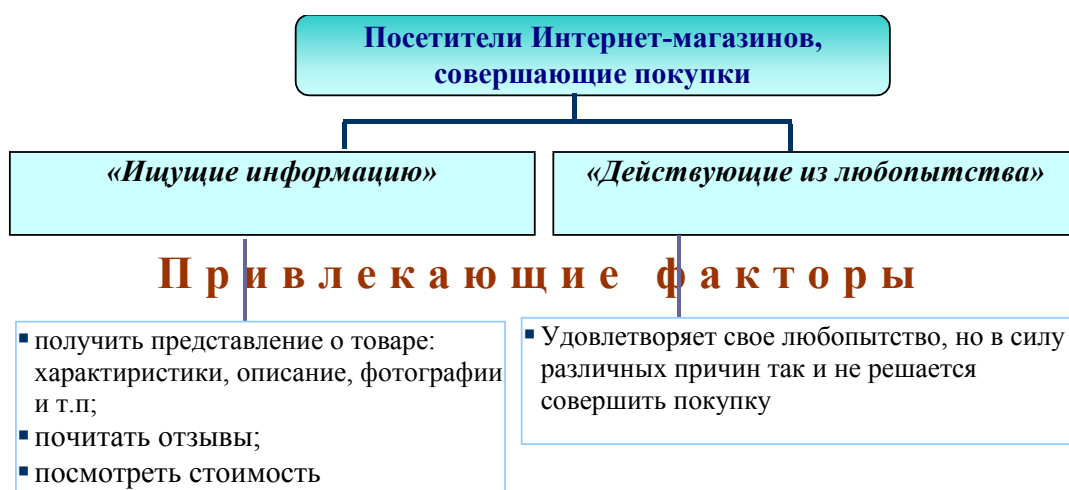 Посетители Интернет-магазинов,
совершающие покупки
«Ищущие информацию»
«Действующие из любопытства»
Привлекающие факторы
▪ получить представление о товаре:
характиристики, описание, фотографии
и т.п;
▪ почитать отзывы;
▪ посмотреть стоимость
▪ Удовлетворяет свое любопытство, но в силу
различных причин так и не решается
совершить покупку